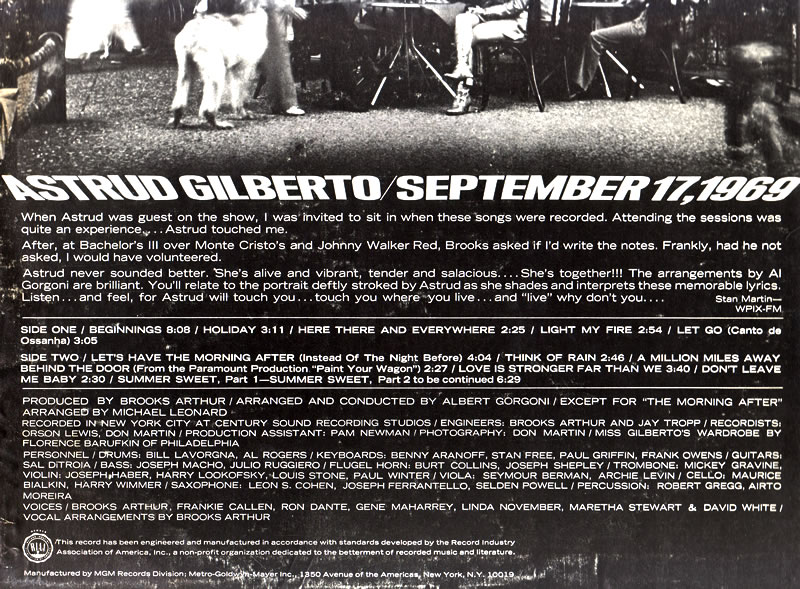 ASTRUD GILBERTO/SEPTEMBER 17, 1969
When Astrud was guest on the show, I was invited to sit in when these songs were recorded. Attending the sessions was
quite an experience.... Astrud touched me.
After, at Bachelor's III over Monte Cristo's and Johnny Walker Red, Brooks asked if I'd write the notes. Frankly, had he not
asked, I would have volunteered.
Astrud never sounded better. She's alive and vibrant, tender and salacious.... She's together!!! The arrangements by Al
Gorgoni are brilliant. You'll relate to the portrait deftly stroked by Astrud as she shades and interprets these memorable lyrics.
Listen... and feel, for Astrud will touch you... touch you where you live... and "live" why don't you....
Stan Martin—
WPIX-FM
SIDE ONE / BEGINNINGS 8:08 / HOLIDAY 3:11 / HERE THERE AND EVERYWHERE 2:25 / LIGHT MY FIRE 2:54 / LET GO (Canto de
Ossanha) 3:05
SIDE TWO / LET'S HAVE THE MORNING AFTER (Instead Of The Night Before) 4:04 / THINK OF RAIN 2:46 / A MILLION MILES AWAY
BEHIND THE DOOR (From the Paramount Production "Paint Your Wagon") 2:27 / LOVE IS STRONGER FAR THAN WE 3:40 / DON'T LEAVE
ME BABY 2:30 / SUMMER SWEET, Part 1—SUMMER SWEET, Part 2 to be continued 6:29
PRODUCED BY BROOKS ARTHUR / ARRANGED AND CONDUCTED BY ALBERT GORGONI / EXCEPT FOR "THE MORNING AFTER"
ARRANGED BY MICHAEL LEONARD
RECORDED IN NEW YORK CITY AT CENTURY SOUND RECORDING STUDIOS / ENGINEERS: BROOKS ARTHUR AND JAY TROPP / RECORDISTS:
ORSON LEWIS, DON MARTIN / PRODUCTION ASSISTANT: PAM NEWMAN / PHOTOGRAPHY: DON MARTIN / MISS GILBERTO'S WARDROBE BY
FLORENCE BARUFKIN OF PHILADELPHIA
PERSONNEL / DRUMS: BILL LAVORGNA, AL ROGERS / KEYBOARDS: BENNY ARANOFF, STAN FREE, PAUL GRIFFIN, FRANK OWENS / GUITARS:
SAL DiTROIA / BASS: JOSEPH MACHO, JULIO RUGGIERO / FLUGEL HORN: BURT COLLINS, JOSEPH SHEPLEY / TROMBONE: MICKEY GRAVINE,
VIOLIN: JOSEPH HABER, HARRY LOOKOFSKY, LOUIS STONE, PAUL WINTER / VIOLA: SEYMOUR BERMAN, ARCHIE LEVIN / CELLO: MAURICE
BIALKIN, HARRY WIMMER / SAXOPHONE: LEON S. COHEN, JOSEPH FERRANTELLO, SELDEN POWELL / PERCUSSION: ROBERT GREGG, AIRTO
MOREIRA
VOICES / BROOKS ARTHUR, FRANKIE CALLEN, RON DANTE, GENE MAHARREY, LINDA NOVEMBER, MARETHA STEWART & DAVID WHITE /
VOCAL ARRANGEMENTS BY BROOKS ARTHUR
This record has been engineered and manufactured in accordance with standards developed by the Record Industry
Association of America, Inc., a non-profit organization dedicated to the betterment of recorded music and literature.
Manufactured by MGM Records Division; Metro-Goldwyn-Mayer Inc., 1350 Avenue of the Americas, New York, N.Y. 10019